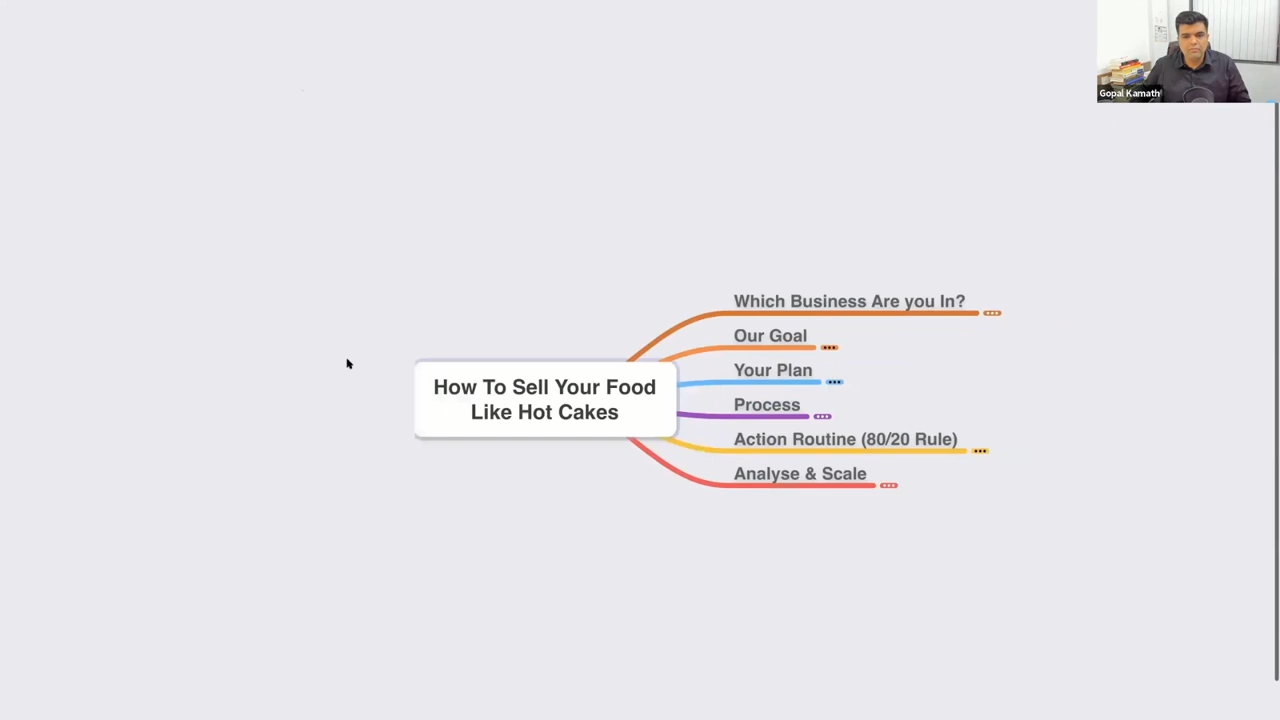 Gopal Kamath
Which Business Are you In?
Our Goal
Your Plan
How To Sell Your Food
Like Hot Cakes
Process
Action Routine (80/20 Rule)
Analyse & Scale